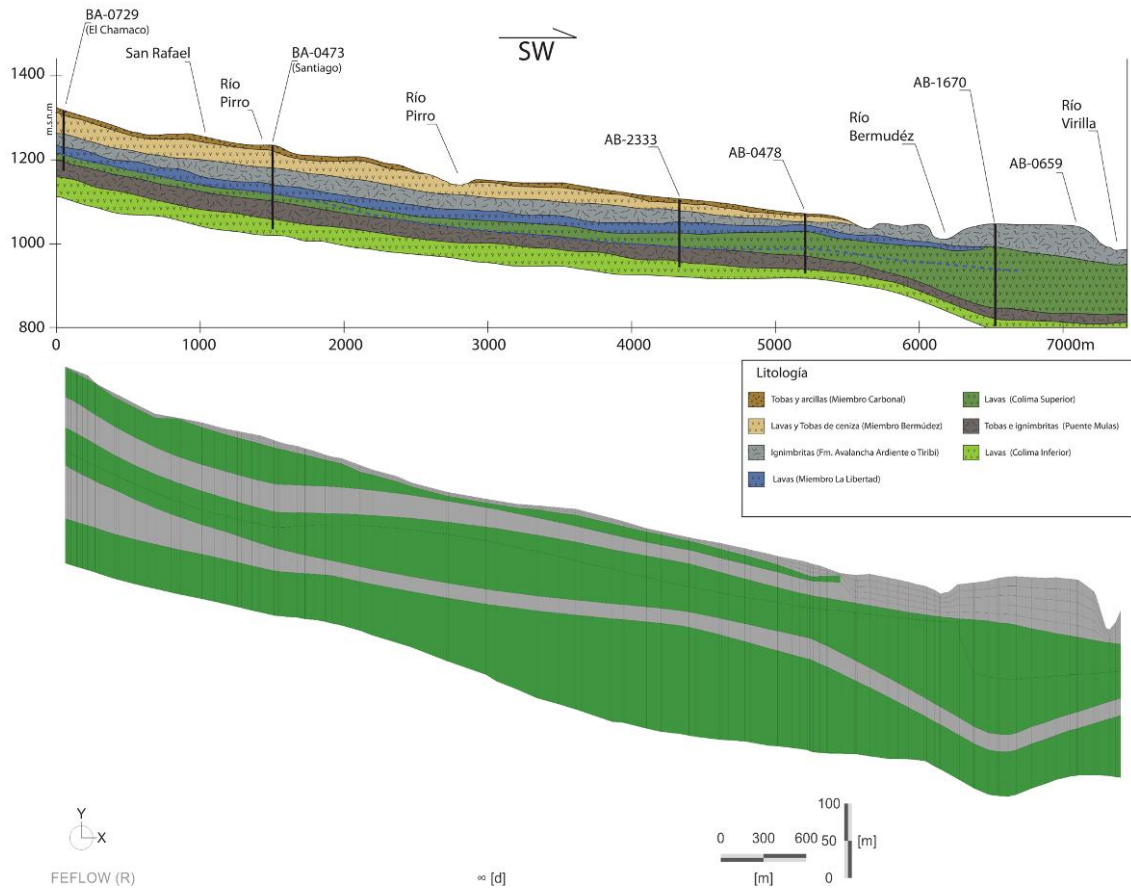 BA-0729
(El Chamaco)
San Rafael
Río
Pirro
BA-0473
(Santiago)
SW
Río
Pirro
AB-2333
AB-0478
Río
Bermudéz
AB-1670
AB-0659
Río
Virilla
1400
m.s.n.m
1200
1000
800
0
1000
2000
3000
4000
5000
6000
7000m
Litología
Tobas y arcillas (Miembro Carbonal)
Lavas y Tobas de ceniza (Miembro Bermúdez)
Ignimbritas (Fm. Avalancha Ardiente o Tiribí)
Lavas (Miembro La Libertad)
Lavas (Colima Superior)
Tobas e ignimbritas (Puente Mulas)
Lavas (Colima Inferior)
Y
X
FEFLOW (R)
∞ [d]
0 300 600
[m]
100
50
0
[m]